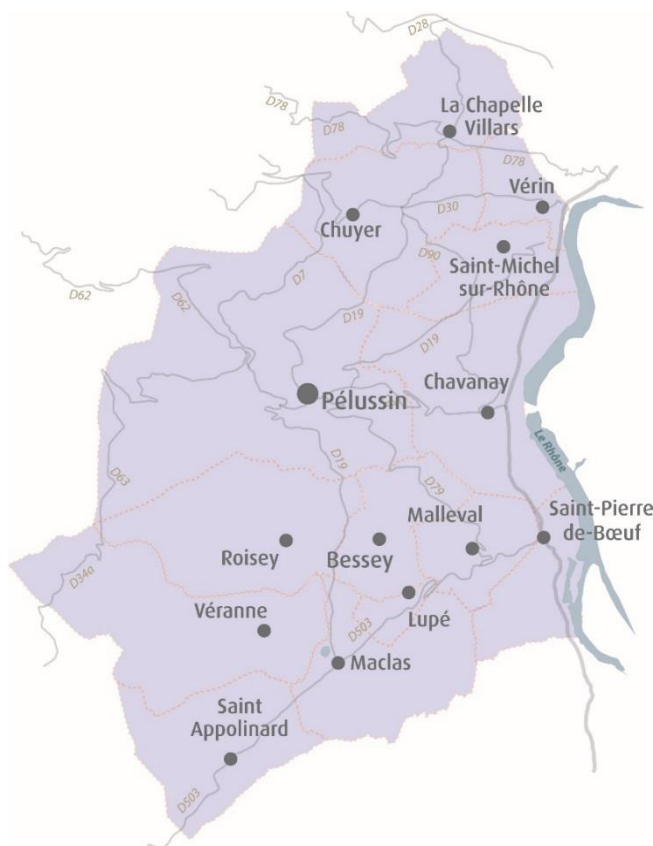 D28
D78
La Chapelle
Villars
D78
D78
Vérin
D30
Chuyer
D90
Saint-Michel
sur-Rhône
D7
D62
D62
D19
D19
Chavanay
Pélussin
Le Rhône
D19
D63
D79
Saint-Pierre
de-Bœuf
Malleval
Roisey
Bessey
D34a
Véranne
Lupé
D503
Maclas
Saint
Appolinard
D503